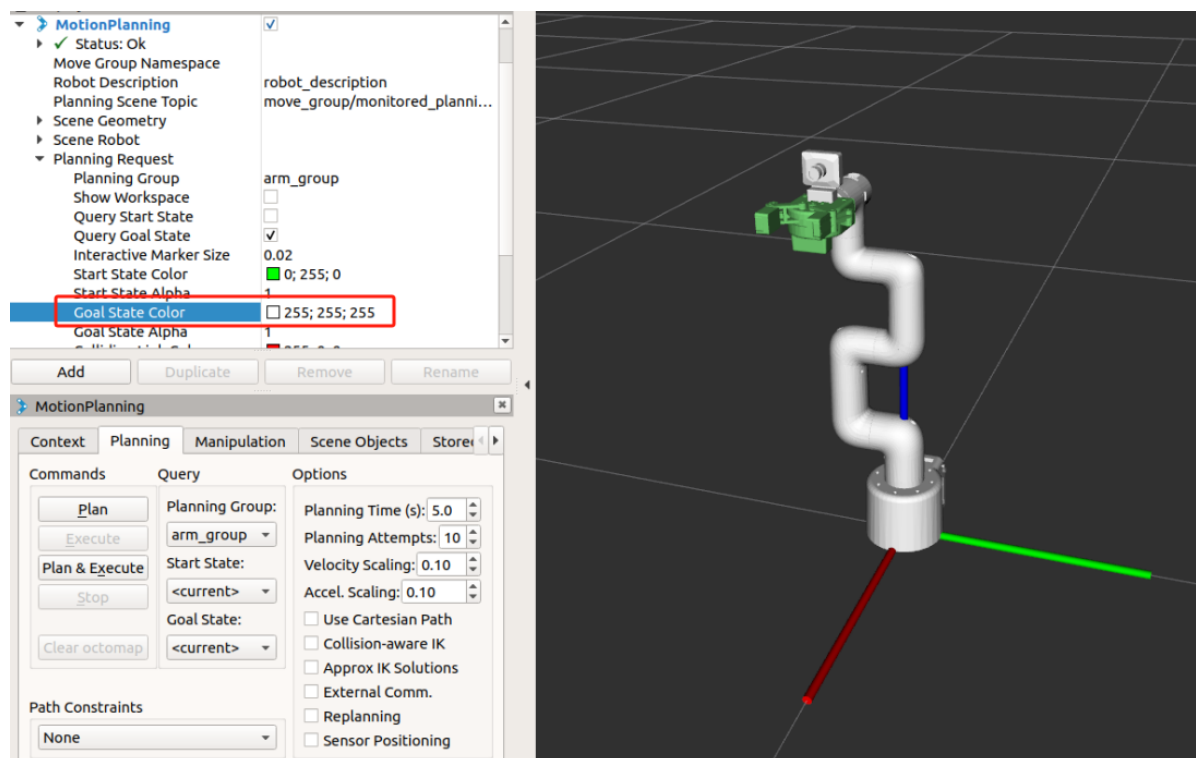 MotionPlanning
Status: Ok
Move Group Namespace
Robot Description robot_description
Planning Scene Topic move_group/monitored_planni...
Scene Geometry
Scene Robot
Planning Request
Planning Group arm_group
Show Workspace
Query Start State
Query Goal State
Interactive Marker Size 0.02
Start State Color 0; 255; 0
Start State Alpha 1
Goal State Color 255; 255; 255
Goal State Alpha 1
Add Duplicate Remove Rename
MotionPlanning
Context Planning Manipulation Scene Objects
Commands Query Options
Plan Planning Group: Planning Time (s): 5.0
Execute arm_group Planning Attempts: 10
Plan & Execute Start State: Velocity Scaling: 0.10
Stop <current> Accel. Scaling: 0.10
Goal State: Use Cartesian Path
Clear octomap <current> Collision-aware IK
Approx IK Solutions
External Comm.
Path Constraints Replanning
None Sensor Positioning